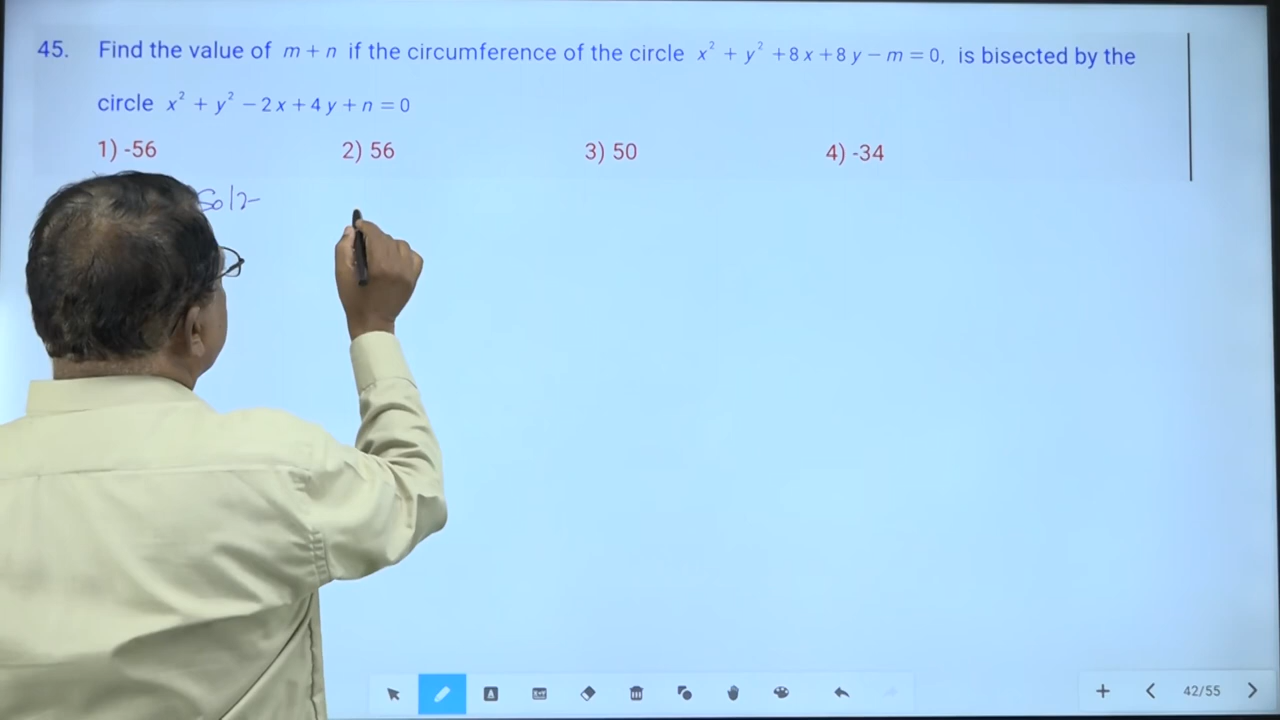 45. Find the value of m + n if the circumference of the circle x² + y² + 8x + 8y − m = 0, is bisected by the
circle x² + y² − 2x + 4y + n = 0
1) -56 2) 56 3) 50 4) -34
Sol:-
42/55